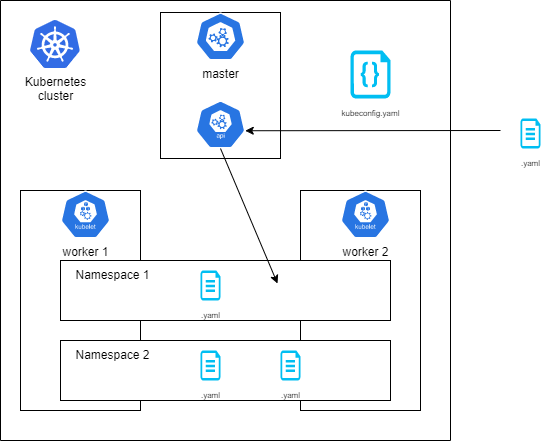 Kubernetes
cluster
master
api
kubeconfig.yaml
.yaml
kubelet
worker 1
kubelet
worker 2
Namespace 1
.yaml
Namespace 2
.yaml
.yaml